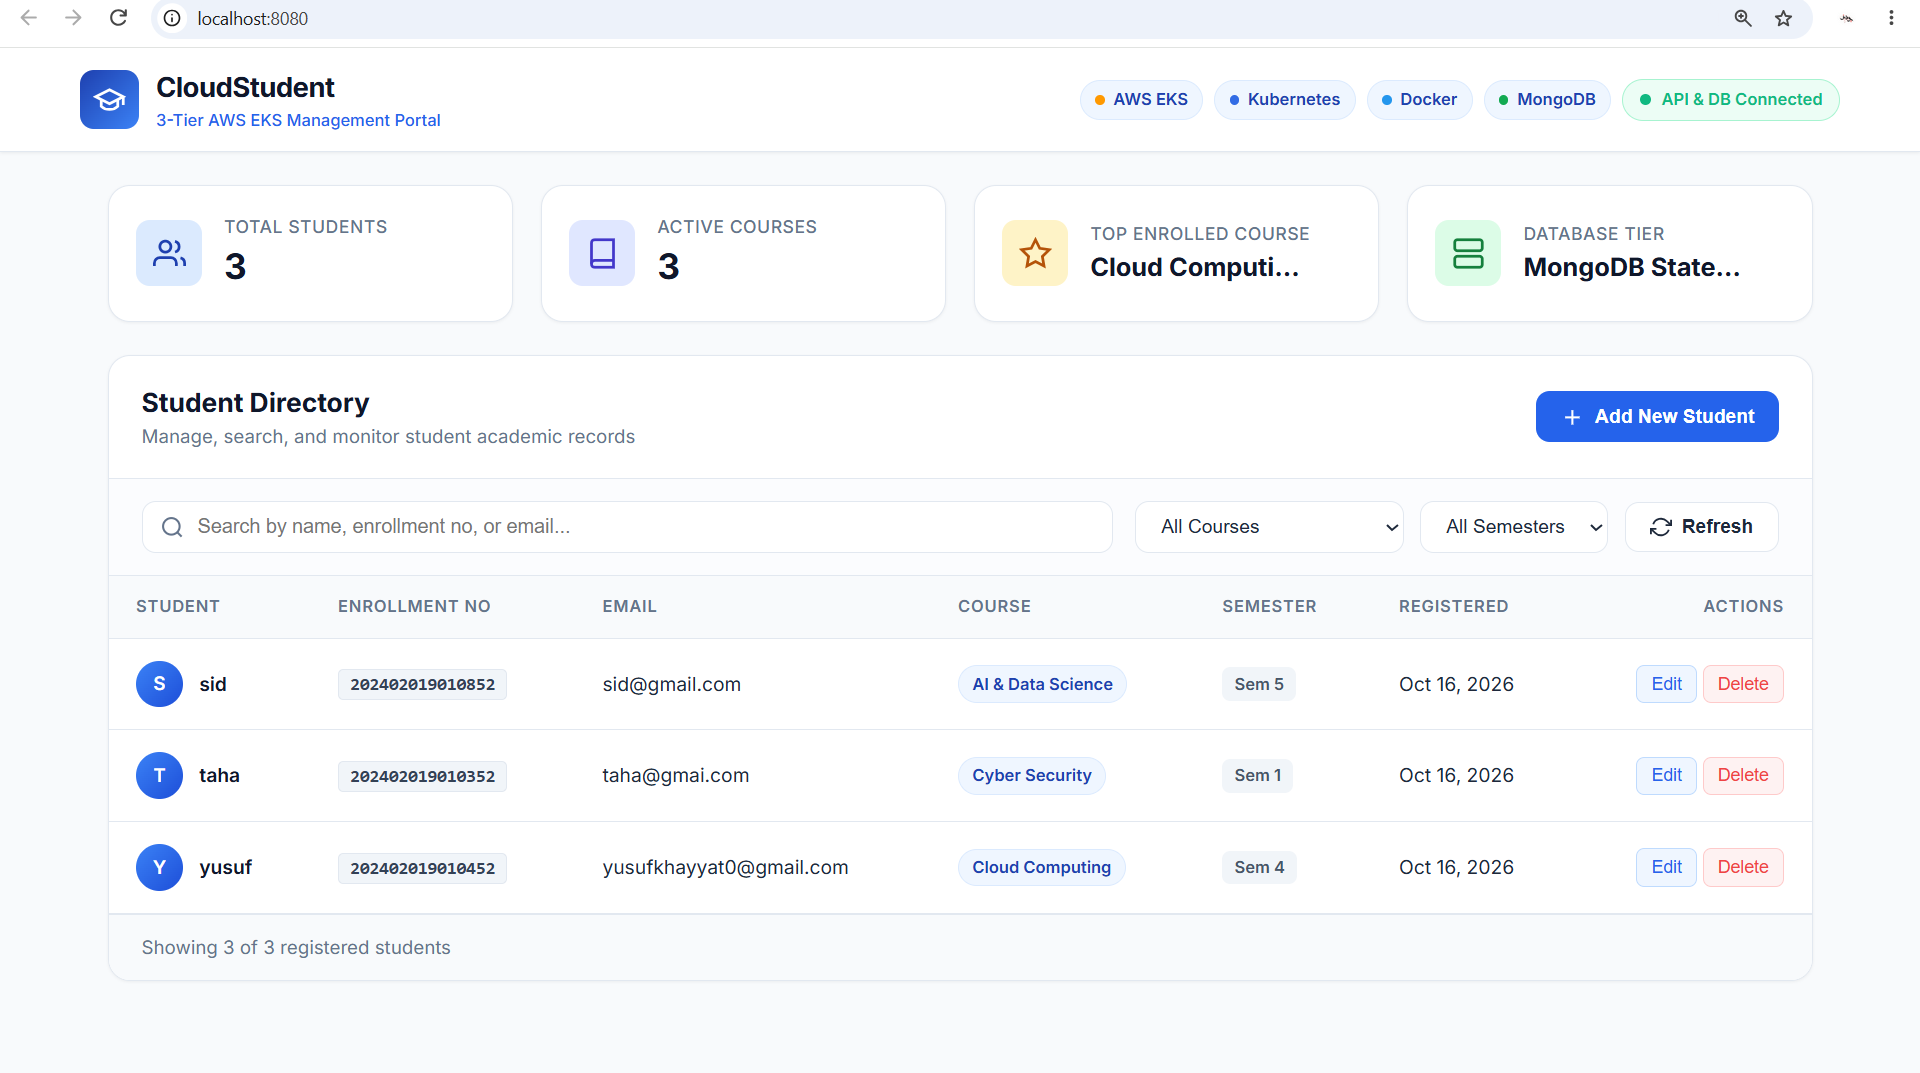 localhost:8080
CloudStudent
3-Tier AWS EKS Management Portal
AWS EKS
Kubernetes
Docker
MongoDB
API & DB Connected
TOTAL STUDENTS
3
ACTIVE COURSES
3
TOP ENROLLED COURSE
Cloud Computi...
DATABASE TIER
MongoDB State...
Student Directory
Manage, search, and monitor student academic records
+ Add New Student
Search by name, enrollment no, or email...
All Courses
All Semesters
Refresh
STUDENT ENROLLMENT NO EMAIL COURSE SEMESTER REGISTERED ACTIONS
S sid 202402019010852 sid@gmail.com AI & Data Science Sem 5 Oct 16, 2026 Edit Delete
T taha 202402019010352 taha@gmai.com Cyber Security Sem 1 Oct 16, 2026 Edit Delete
Y yusuf 202402019010452 yusufkhayyat0@gmail.com Cloud Computing Sem 4 Oct 16, 2026 Edit Delete
Showing 3 of 3 registered students